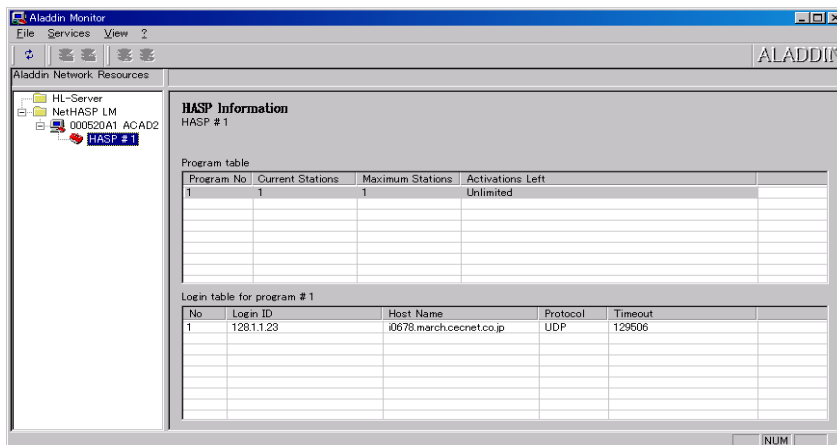 Aladdin Monitor
File Services View ?
ALADDIN
Aladdin Network Resources
HL-Server
NetHASP LM
000520A1 ACAD2
HASP # 1
HASP Information
HASP # 1
Program table
Program No Current Stations Maximum Stations Activations Left
1 1 1 Unlimited
Login table for program # 1
No Login ID Host Name Protocol Timeout
1 128.1.1.23 i0678.march.cecnet.co.jp UDP 129506
NUM